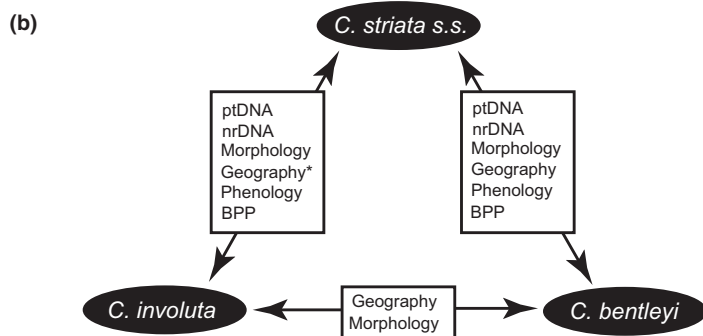 (b)
C. striata s.s.
ptDNA
nrDNA
Morphology
Geography*
Phenology
BPP
ptDNA
nrDNA
Morphology
Geography
Phenology
BPP
C. involuta
Geography
Morphology
C. bentleyi